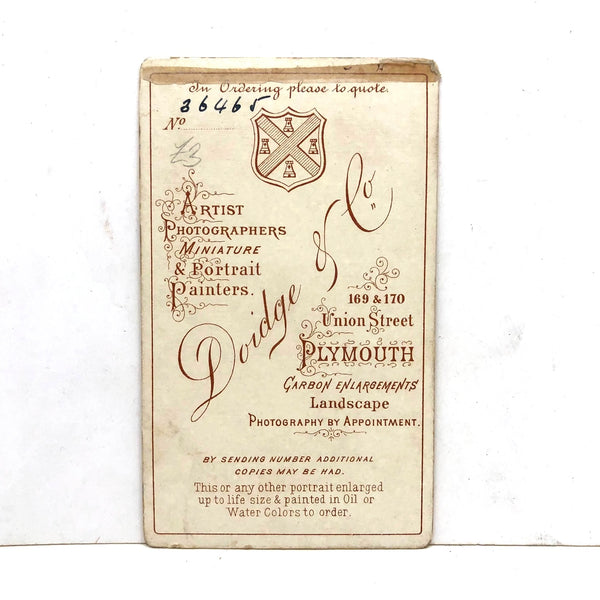 In Ordering please to quote.
No 36465
£3
Artist
Photographers
Miniature
& Portrait
Painters.
Doidge & Co
169 & 170
Union Street
Plymouth
Carbon Enlargements
Landscape
Photography by Appointment.
By sending number additional
copies may be had.
This or any other portrait enlarged
up to life size & painted in Oil or
Water Colors to order.